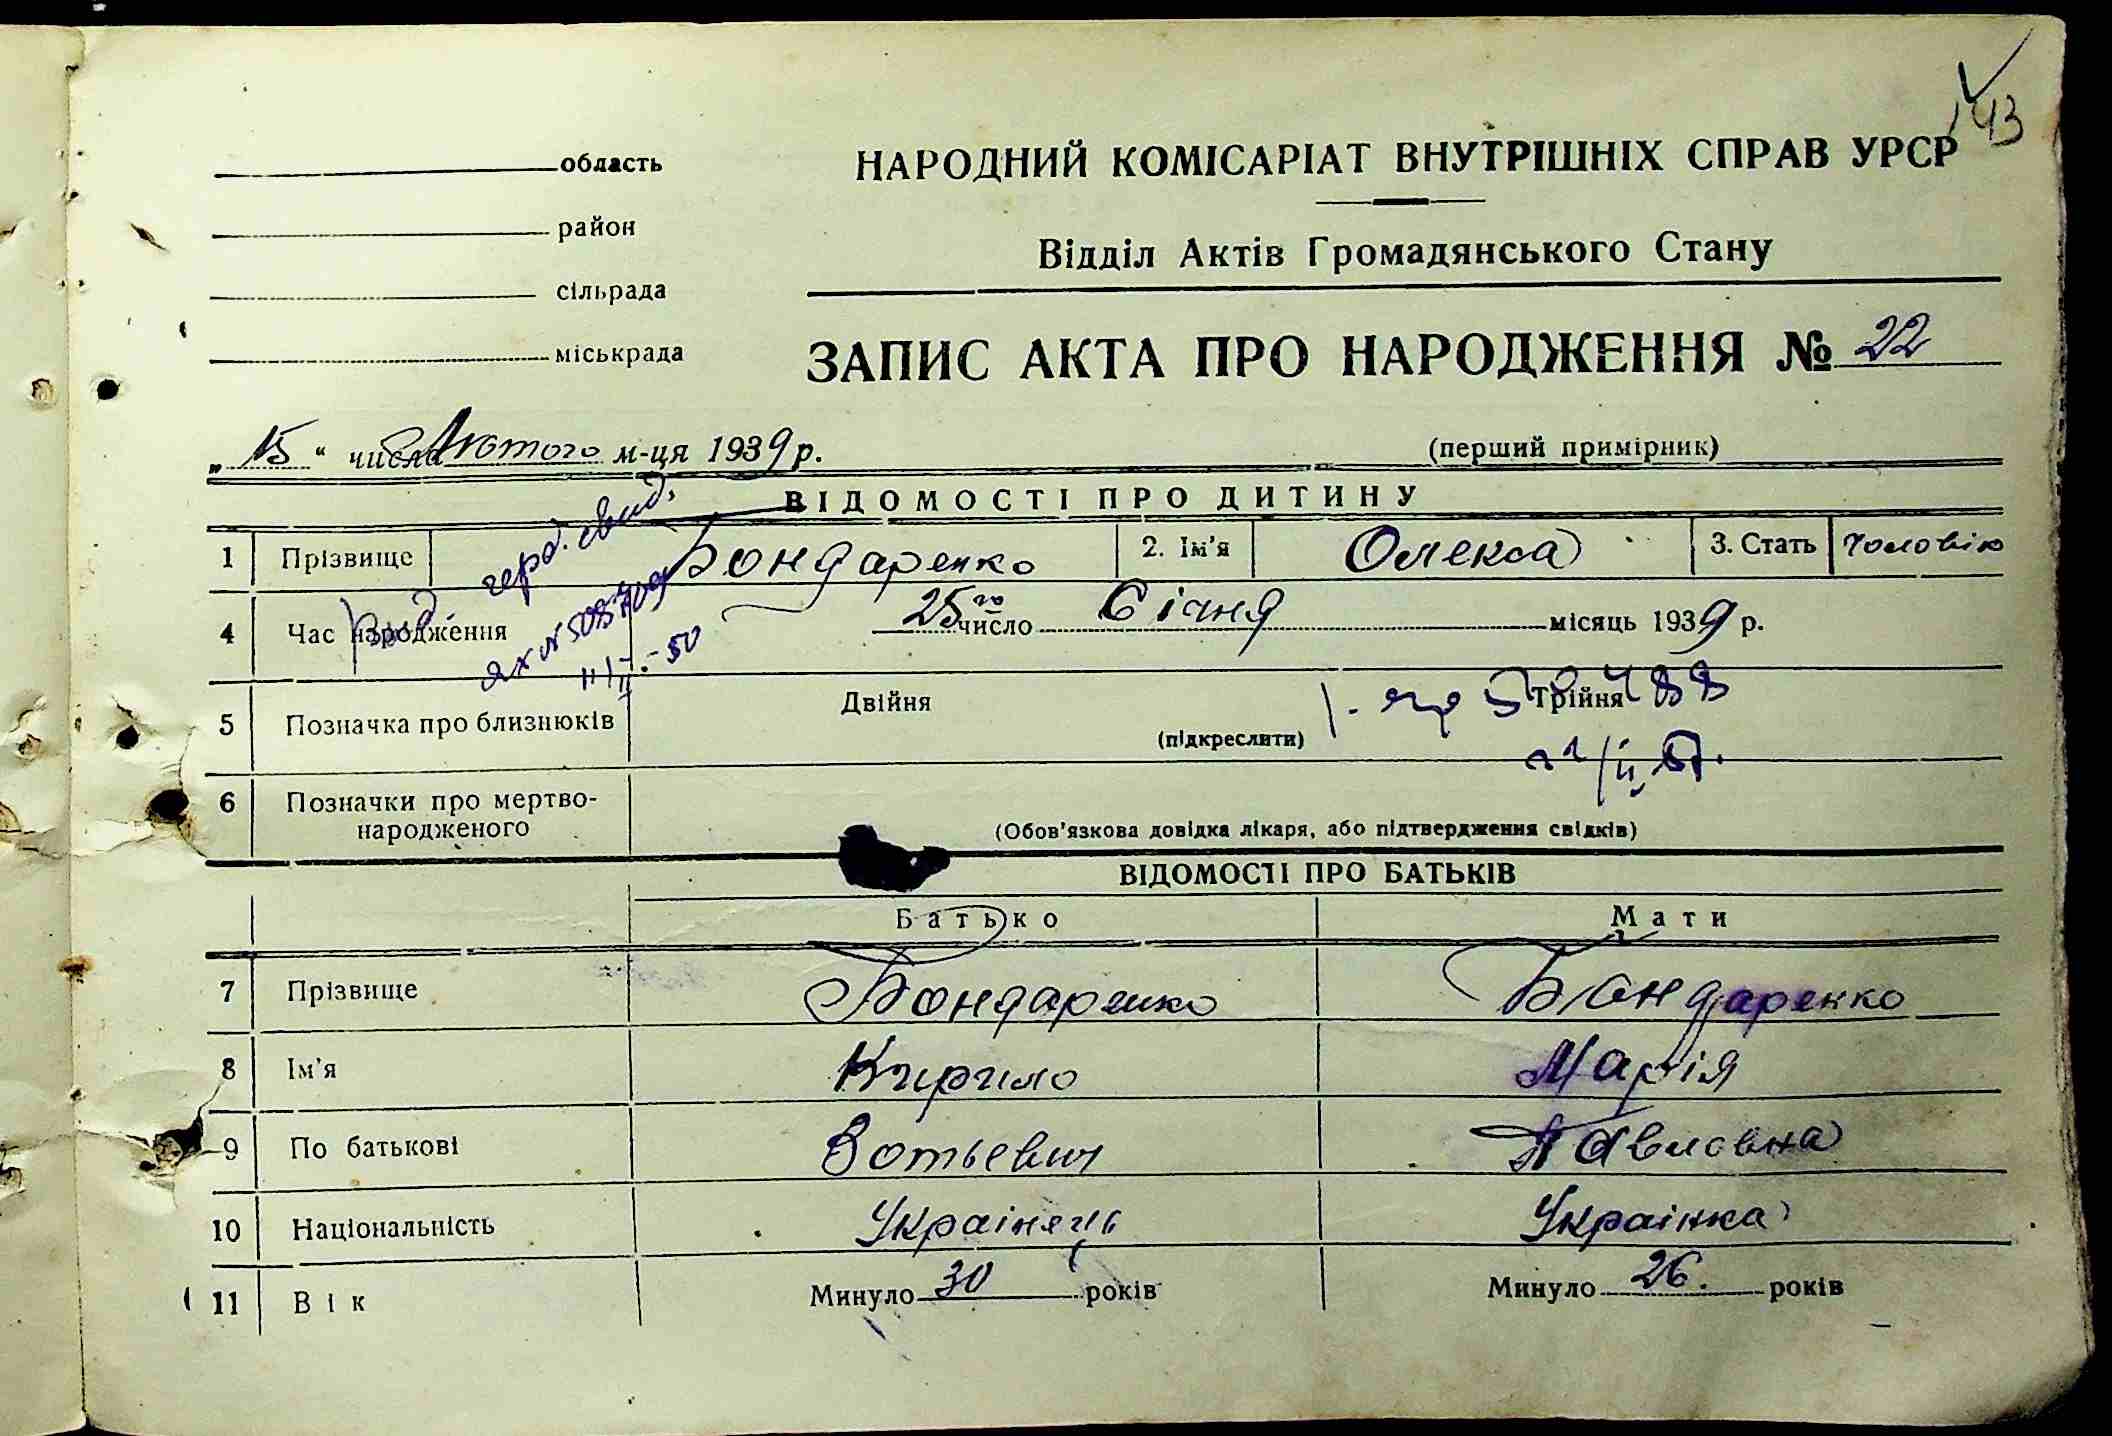 143
область
НАРОДНИЙ КОМІСАРІАТ ВНУТРІШНІХ СПРАВ УРСР
район
Відділ Актів Громадянського Стану
сільрада
міськрада
ЗАПИС АКТА ПРО НАРОДЖЕННЯ № 22
„15“ числа Лютого м-ця 1939 р.
(перший примірник)
ВІДОМОСТІ ПРО ДИТИНУ
1 Прізвище Бондаренко 2. Ім'я Олекса 3. Стать Чоловік
4 Час народження 25го число Січня місяць 1939 р.
свид.
50
5 Позначка про близнюків Двійня Трійня
(підкреслити)
6 Позначки про мертво-
народженого
(Обов'язкова довідка лікаря, або підтвердження свідків)
ВІДОМОСТІ ПРО БАТЬКІВ
Батько Мати
7 Прізвище Бондаренко Бондаренко
8 Ім'я Кирило Марія
9 По батькові Зотьевич Павловна
10 Національність Українець Українка
11 Вік Минуло 30 років Минуло 26. років